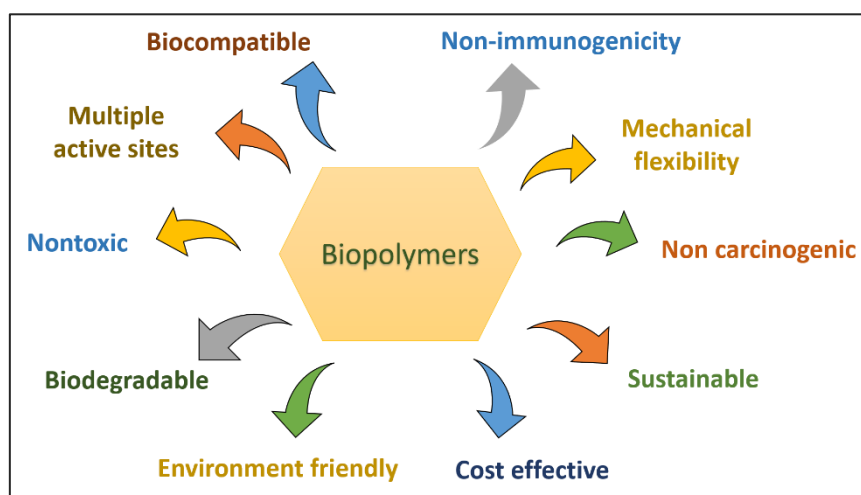 Biocompatible
Non-immunogenicity
Multiple
active sites
Mechanical
flexibility
Nontoxic
Biopolymers
Non carcinogenic
Biodegradable
Sustainable
Environment friendly
Cost effective